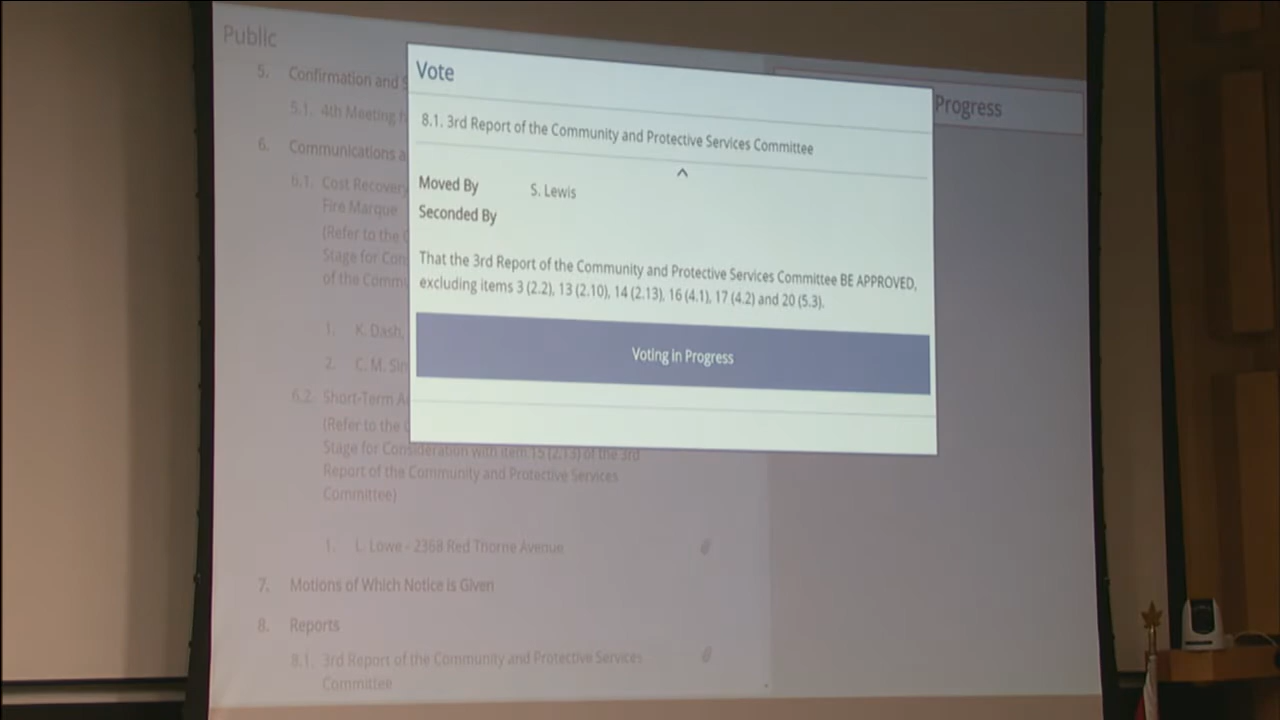 Public
5. Confirmation and S
5.1. 4th Meeting h
6. Communications a
6.1. Cost Recovery
Fire Marque
(Refer to the C
Stage for Con
of the Commu
1. K. Dash,
2. C. M. Sin
6.2. Short-Term A
(Refer to the C
Stage for Consideration with item 15 (2.13) of the 3rd
Report of the Community and Protective Services
Committee)
1. L. Lowe - 2368 Red Thorne Avenue
7. Motions of Which Notice is Given
8. Reports
8.1. 3rd Report of the Community and Protective Services
Committee
Vote
8.1. 3rd Report of the Community and Protective Services Committee
Moved By S. Lewis
Seconded By
That the 3rd Report of the Community and Protective Services Committee BE APPROVED,
excluding items 3 (2.2), 13 (2.10), 14 (2.13), 16 (4.1), 17 (4.2) and 20 (5.3).
Voting in Progress
Progress